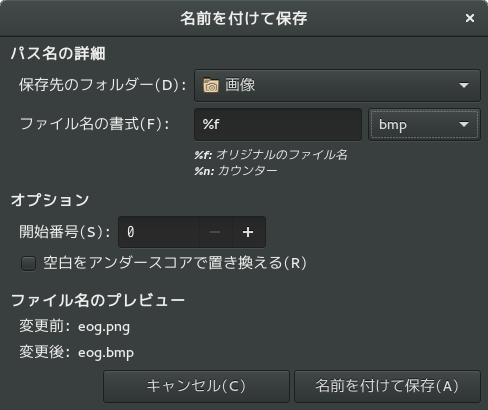 名前を付けて保存
パス名の詳細
保存先のフォルダー(D): 画像
ファイル名の書式(F): %f bmp
%f: オリジナルのファイル名
%n: カウンター
オプション
開始番号(S): 0
空白をアンダースコアで置き換える(R)
ファイル名のプレビュー
変更前: eog.png
変更後: eog.bmp
キャンセル(C) 名前を付けて保存(A)